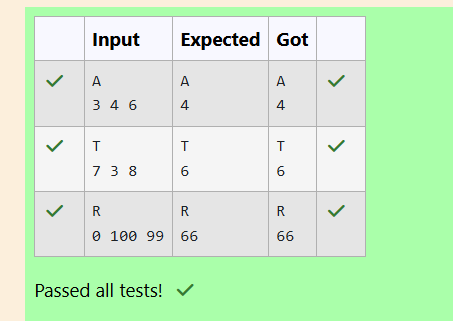 Input Expected Got
A A A
3 4 6 4 4
T T T
7 3 8 6 6
R R R
0 100 99 66 66
Passed all tests!